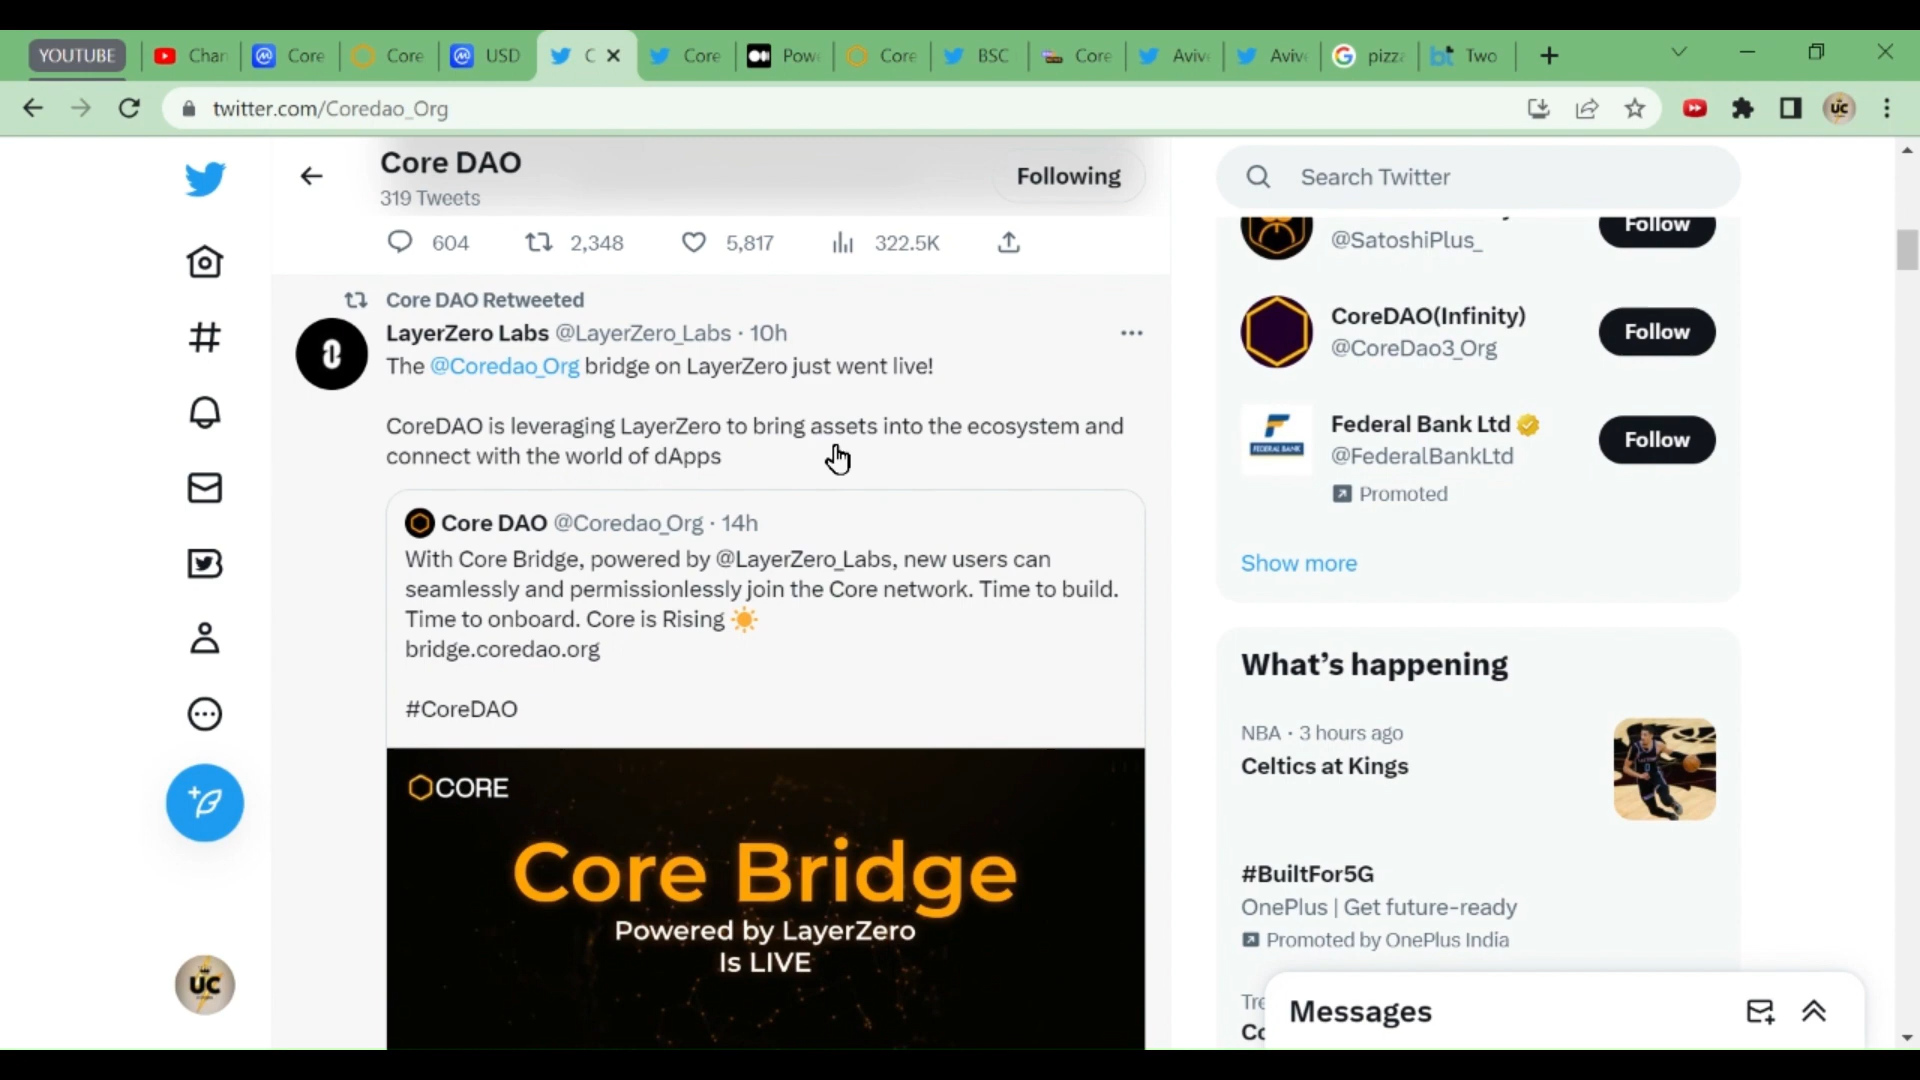 YOUTUBE
Chan
Core
Core
USD
C
Core
Pow
Core
BSC
Core
Avive
Avive
pizza
Two
twitter.com/Coredao_Org
UC
Core DAO
319 Tweets
Following
Search Twitter
604
2,348
5,817
322.5K
Core DAO Retweeted
LayerZero Labs @LayerZero_Labs · 10h
The @Coredao_Org bridge on LayerZero just went live!
CoreDAO is leveraging LayerZero to bring assets into the ecosystem and
connect with the world of dApps
Core DAO @Coredao_Org · 14h
With Core Bridge, powered by @LayerZero_Labs, new users can
seamlessly and permissionlessly join the Core network. Time to build.
Time to onboard. Core is Rising ☀️
bridge.coredao.org
#CoreDAO
CORE
Core Bridge
Powered by LayerZero
Is LIVE
UC
@SatoshiPlus_
Follow
CoreDAO(Infinity)
@CoreDao3_Org
Follow
FEDERAL BANK
Federal Bank Ltd
@FederalBankLtd
Promoted
Follow
Show more
What's happening
NBA · 3 hours ago
Celtics at Kings
#BuiltFor5G
OnePlus | Get future-ready
Promoted by OnePlus India
Messages